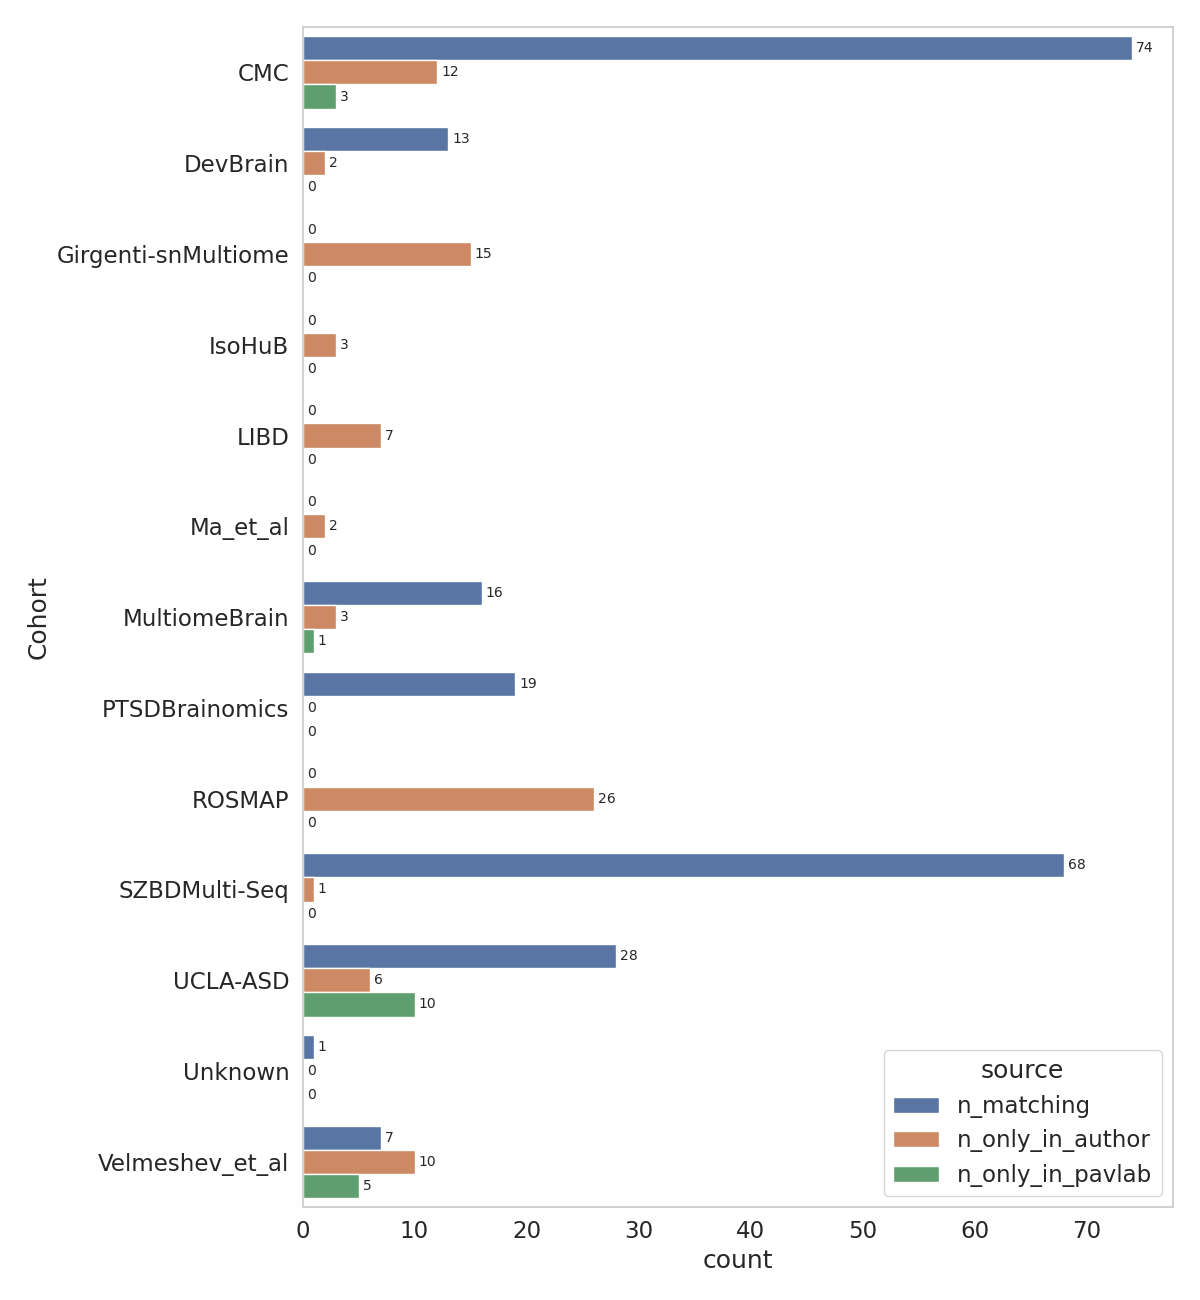 CMC
74
12
3
DevBrain
13
2
0
Girgenti-snMultiome
0
15
0
IsoHuB
0
3
0
LIBD
0
7
0
Ma_et_al
0
2
0
MultiomeBrain
16
3
1
PTSDBrainomics
19
0
0
ROSMAP
0
26
0
SZBDMulti-Seq
68
1
0
UCLA-ASD
28
6
10
Unknown
1
0
0
Velmeshev_et_al
7
10
5
Cohort
source
n_matching
n_only_in_author
n_only_in_pavlab
0 10 20 30 40 50 60 70
count